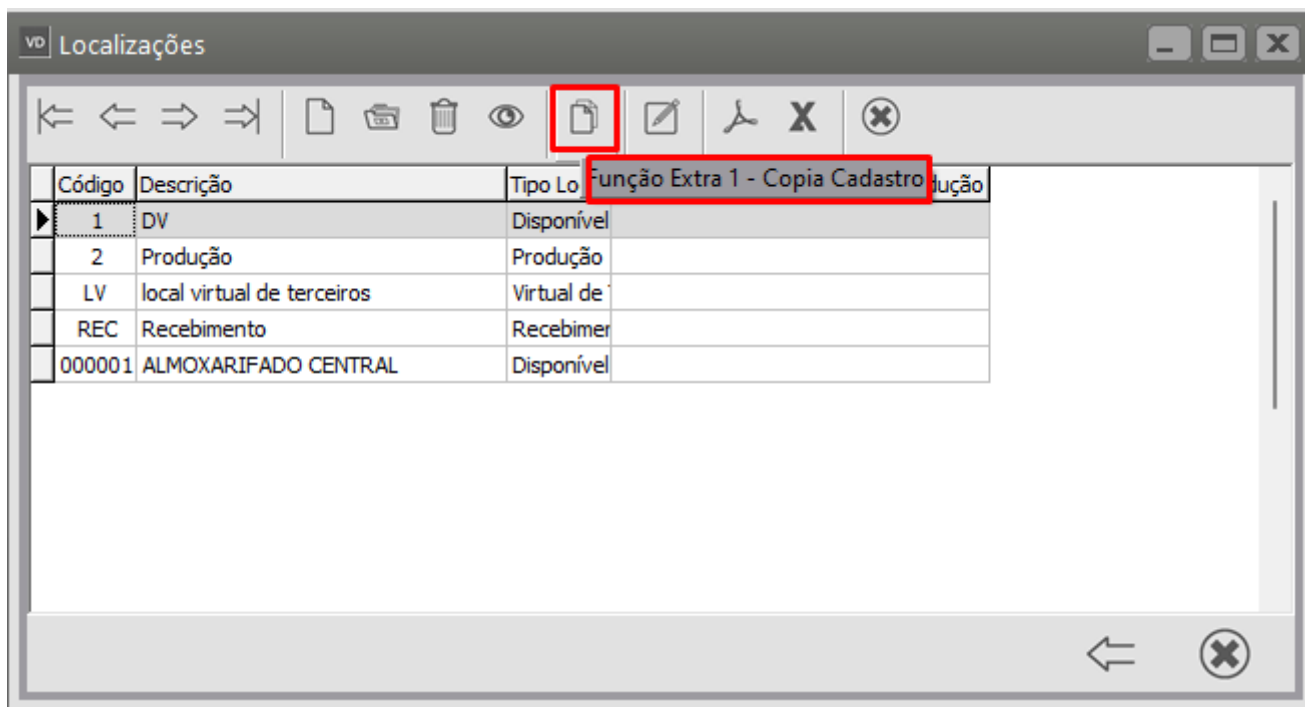 VD Localizações
X
Função Extra 1 - Copia Cadastro
Código Descrição Tipo Lo dução
1 DV Disponível
2 Produção Produção
LV local virtual de terceiros Virtual de
REC Recebimento Recebimer
000001 ALMOXARIFADO CENTRAL Disponível